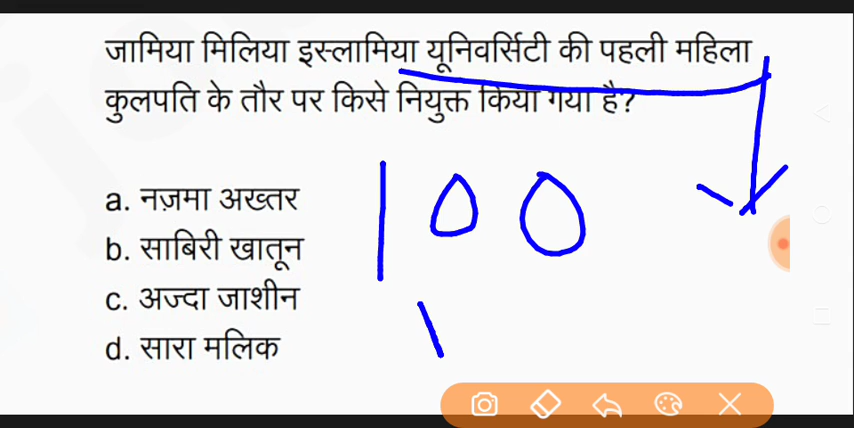 जामिया मिलिया इस्लामिया यूनिवर्सिटी की पहली महिला
कुलपति के तौर पर किसे नियुक्त किया गया है?
100
a. नज़मा अख्तर
b. साबिरी खातून
c. अज्दा जाशीन
d. सारा मलिक